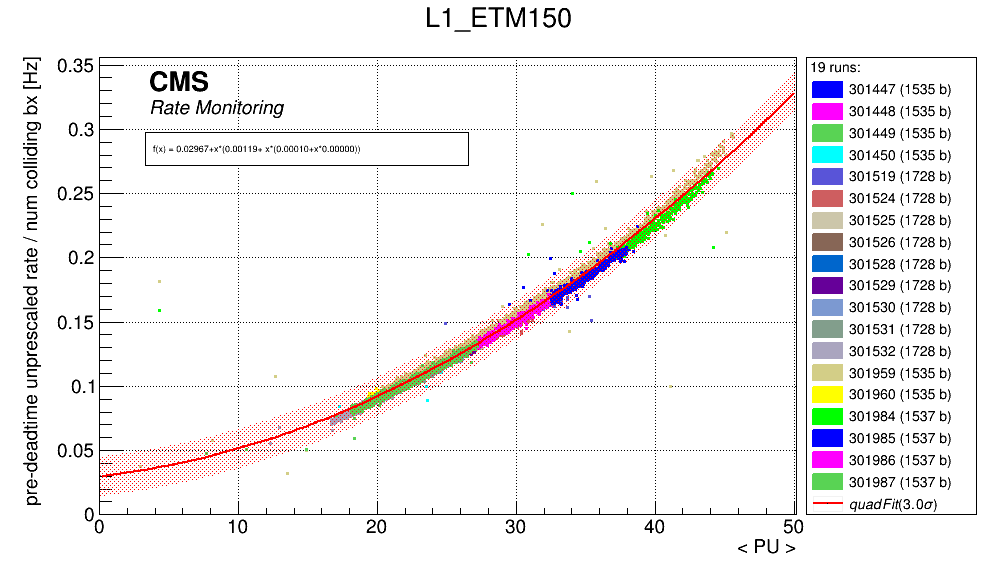 L1_ETM150
pre-deadtime unprescaled rate / num colliding bx [Hz]
CMS
Rate Monitoring
f(x) = 0.02967+x*(0.00119+ x*(0.00010+x*0.00000))
0.35
0.3
0.25
0.2
0.15
0.1
0.05
0
0 10 20 30 40 50
< PU >
19 runs:
301447 (1535 b)
301448 (1535 b)
301449 (1535 b)
301450 (1535 b)
301519 (1728 b)
301524 (1728 b)
301525 (1728 b)
301526 (1728 b)
301528 (1728 b)
301529 (1728 b)
301530 (1728 b)
301531 (1728 b)
301532 (1728 b)
301959 (1535 b)
301960 (1535 b)
301984 (1537 b)
301985 (1537 b)
301986 (1537 b)
301987 (1537 b)
quadFit(3.0σ)